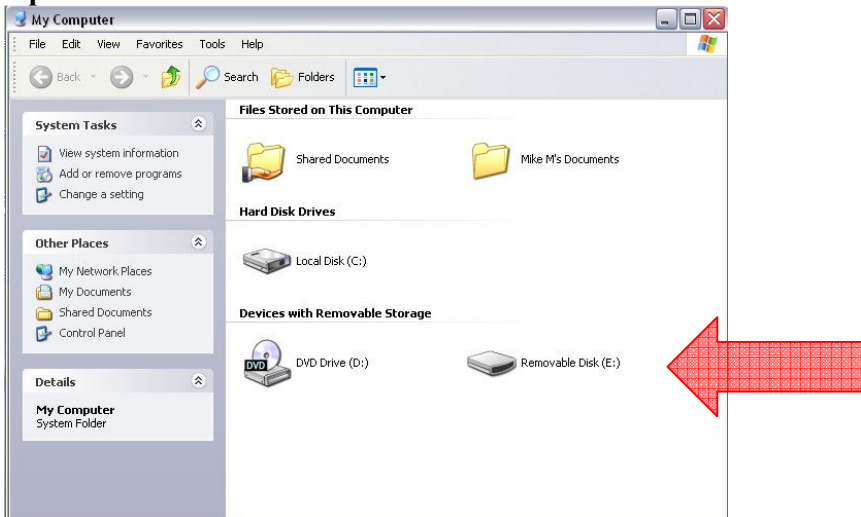 My Computer
File Edit View Favorites Tools Help
Back Search Folders
System Tasks
View system information
Add or remove programs
Change a setting
Other Places
My Network Places
My Documents
Shared Documents
Control Panel
Details
My Computer
System Folder
Files Stored on This Computer
Shared Documents Mike M's Documents
Hard Disk Drives
Local Disk (C:)
Devices with Removable Storage
DVD DVD Drive (D:) Removable Disk (E:)